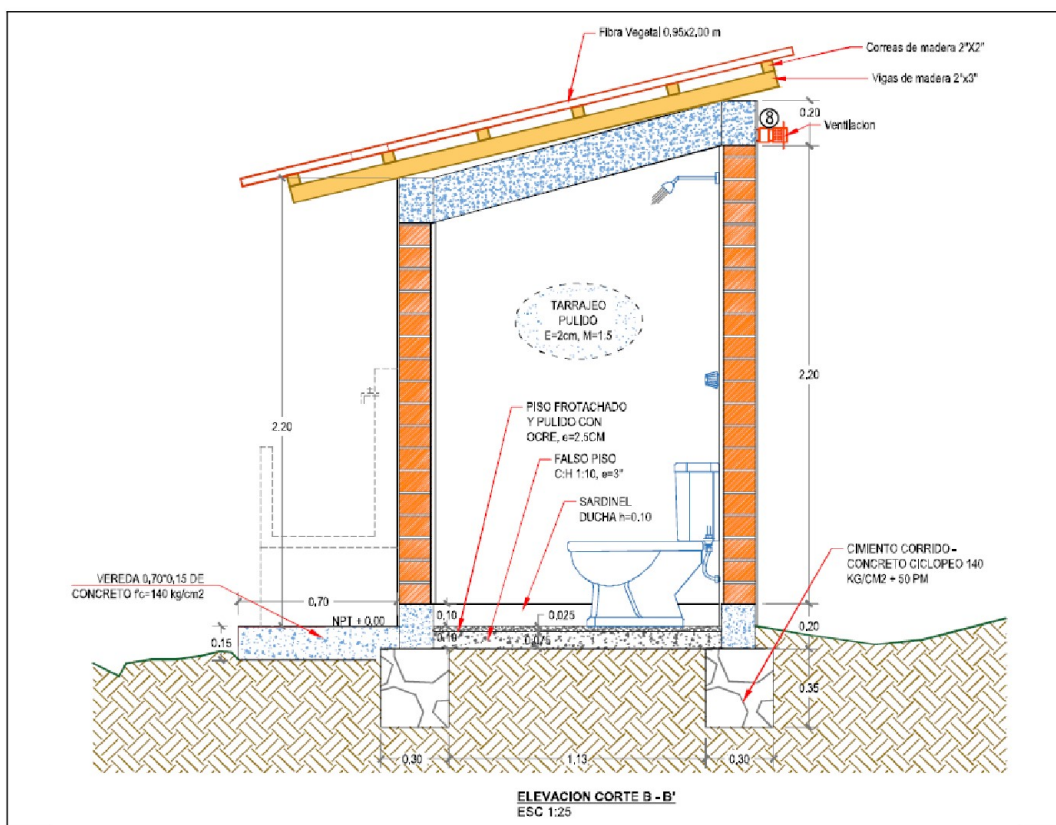 Fibra Vegetal 0,95x2,00 m
Correas de madera 2"X2"
Vigas de madera 2"x3"
0,20
8
Ventilacion
TARRAJEO
PULIDO
E=2cm, M=1.5
2,20
2,20
PISO FROTACHADO
Y PULIDO CON
OCRE, e=2.5CM
FALSO PISO
C:H 1:10, e=3"
SARDINEL
DUCHA h=0.10
CIMIENTO CORRIDO –
CONCRETO CICLOPEO 140
KG/CM2 + 50 PM
VEREDA 0,70*0,15 DE
CONCRETO f'c=140 kg/cm2
0,70
0,10
0,025
NPT + 0,00
0,20
0.15
0,10
0,075
0,35
0,30
1,13
0,30
ELEVACION CORTE B - B'
ESC 1:25